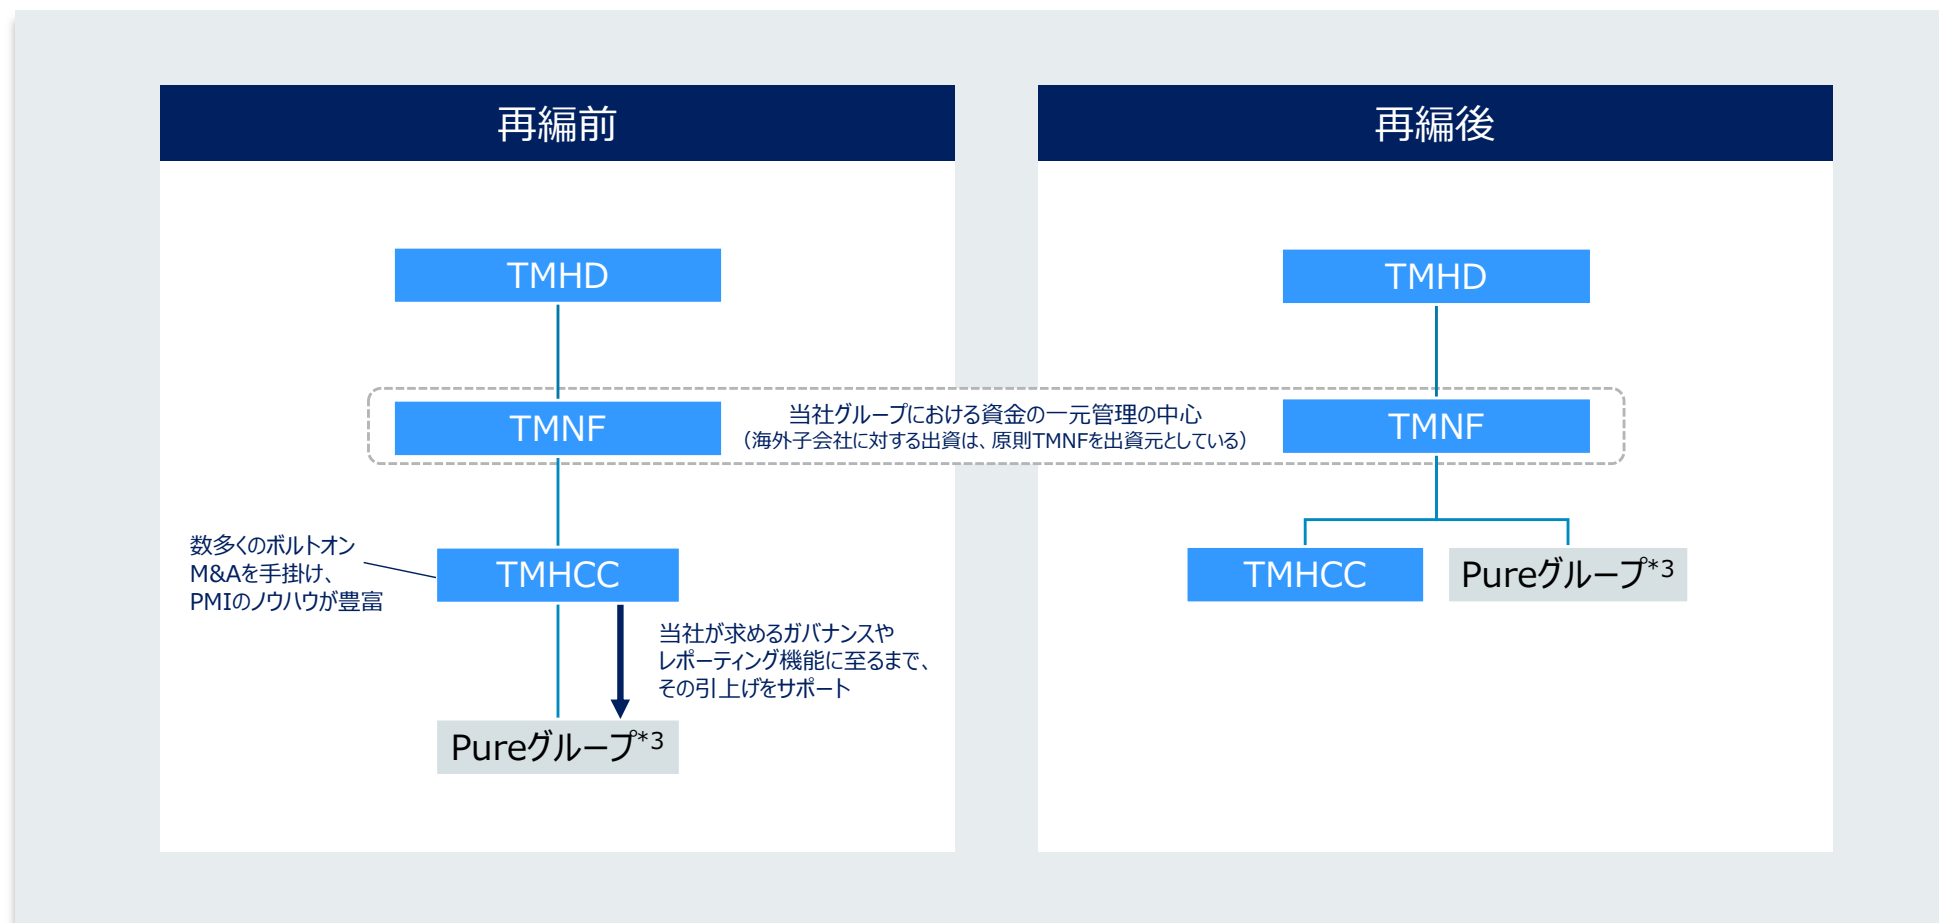 再編前
TMHD
TMNF
当社グループにおける資金の一元管理の中心
（海外子会社に対する出資は、原則TMNFを出資元としている）
数多くのボルトオン
M&Aを手掛け、
PMIのノウハウが豊富
TMHCC
当社が求めるガバナンスや
レポーティング機能に至るまで、
その引上げをサポート
Pureグループ*3
再編後
TMHD
TMNF
TMHCC
Pureグループ*3